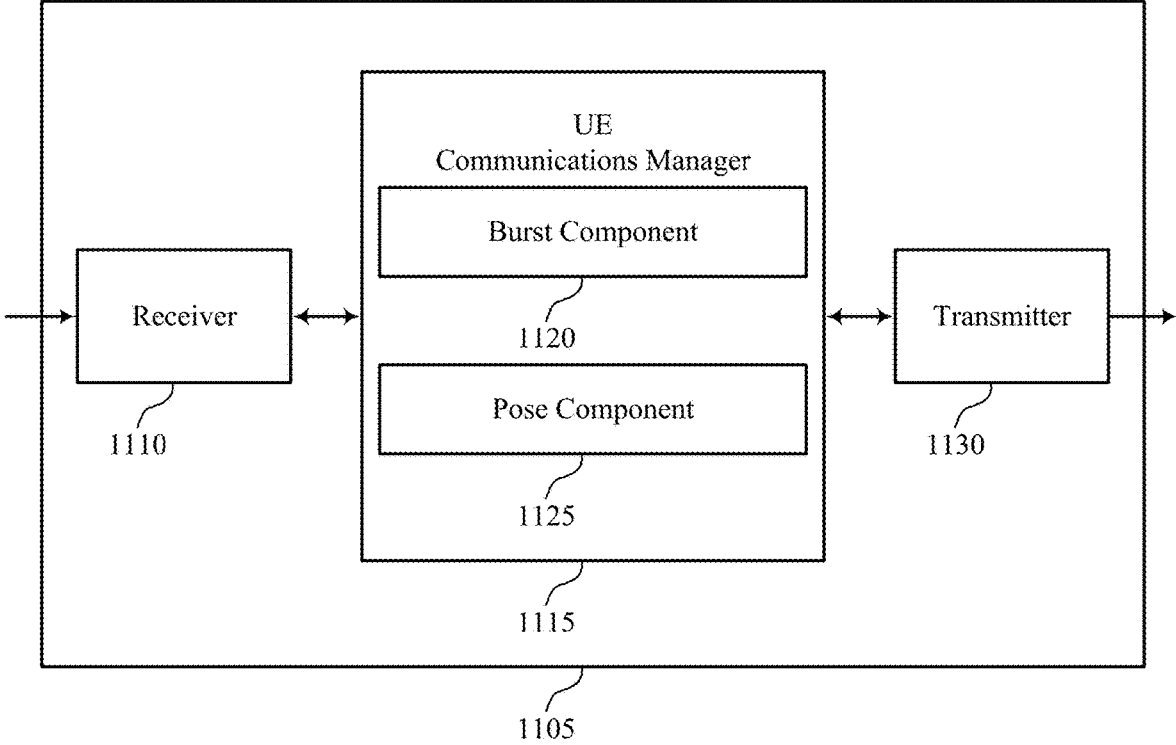 UE
Communications Manager
Burst Component
1120
Receiver
1110
Transmitter
1130
Pose Component
1125
1115
1105